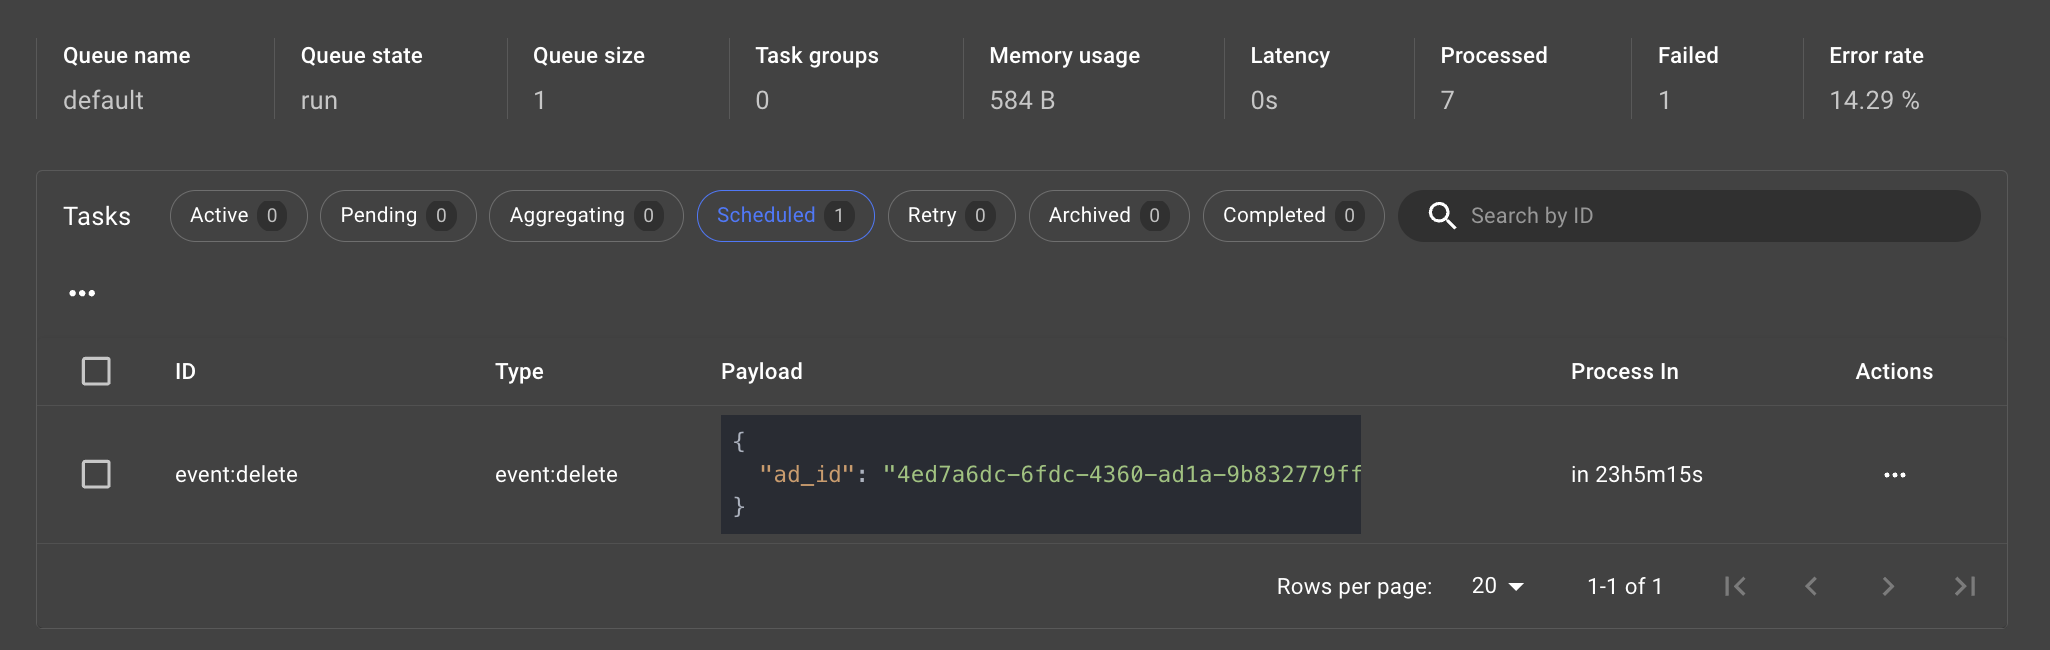 Queue name Queue state Queue size Task groups Memory usage Latency Processed Failed Error rate
default run 1 0 584 B 0s 7 1 14.29 %
Tasks Active 0 Pending 0 Aggregating 0 Scheduled 1 Retry 0 Archived 0 Completed 0 Search by ID
ID Type Payload Process In Actions
{
event:delete event:delete "ad_id": "4ed7a6dc-6fdc-4360-ad1a-9b832779ff in 23h5m15s
}
Rows per page: 20 1-1 of 1